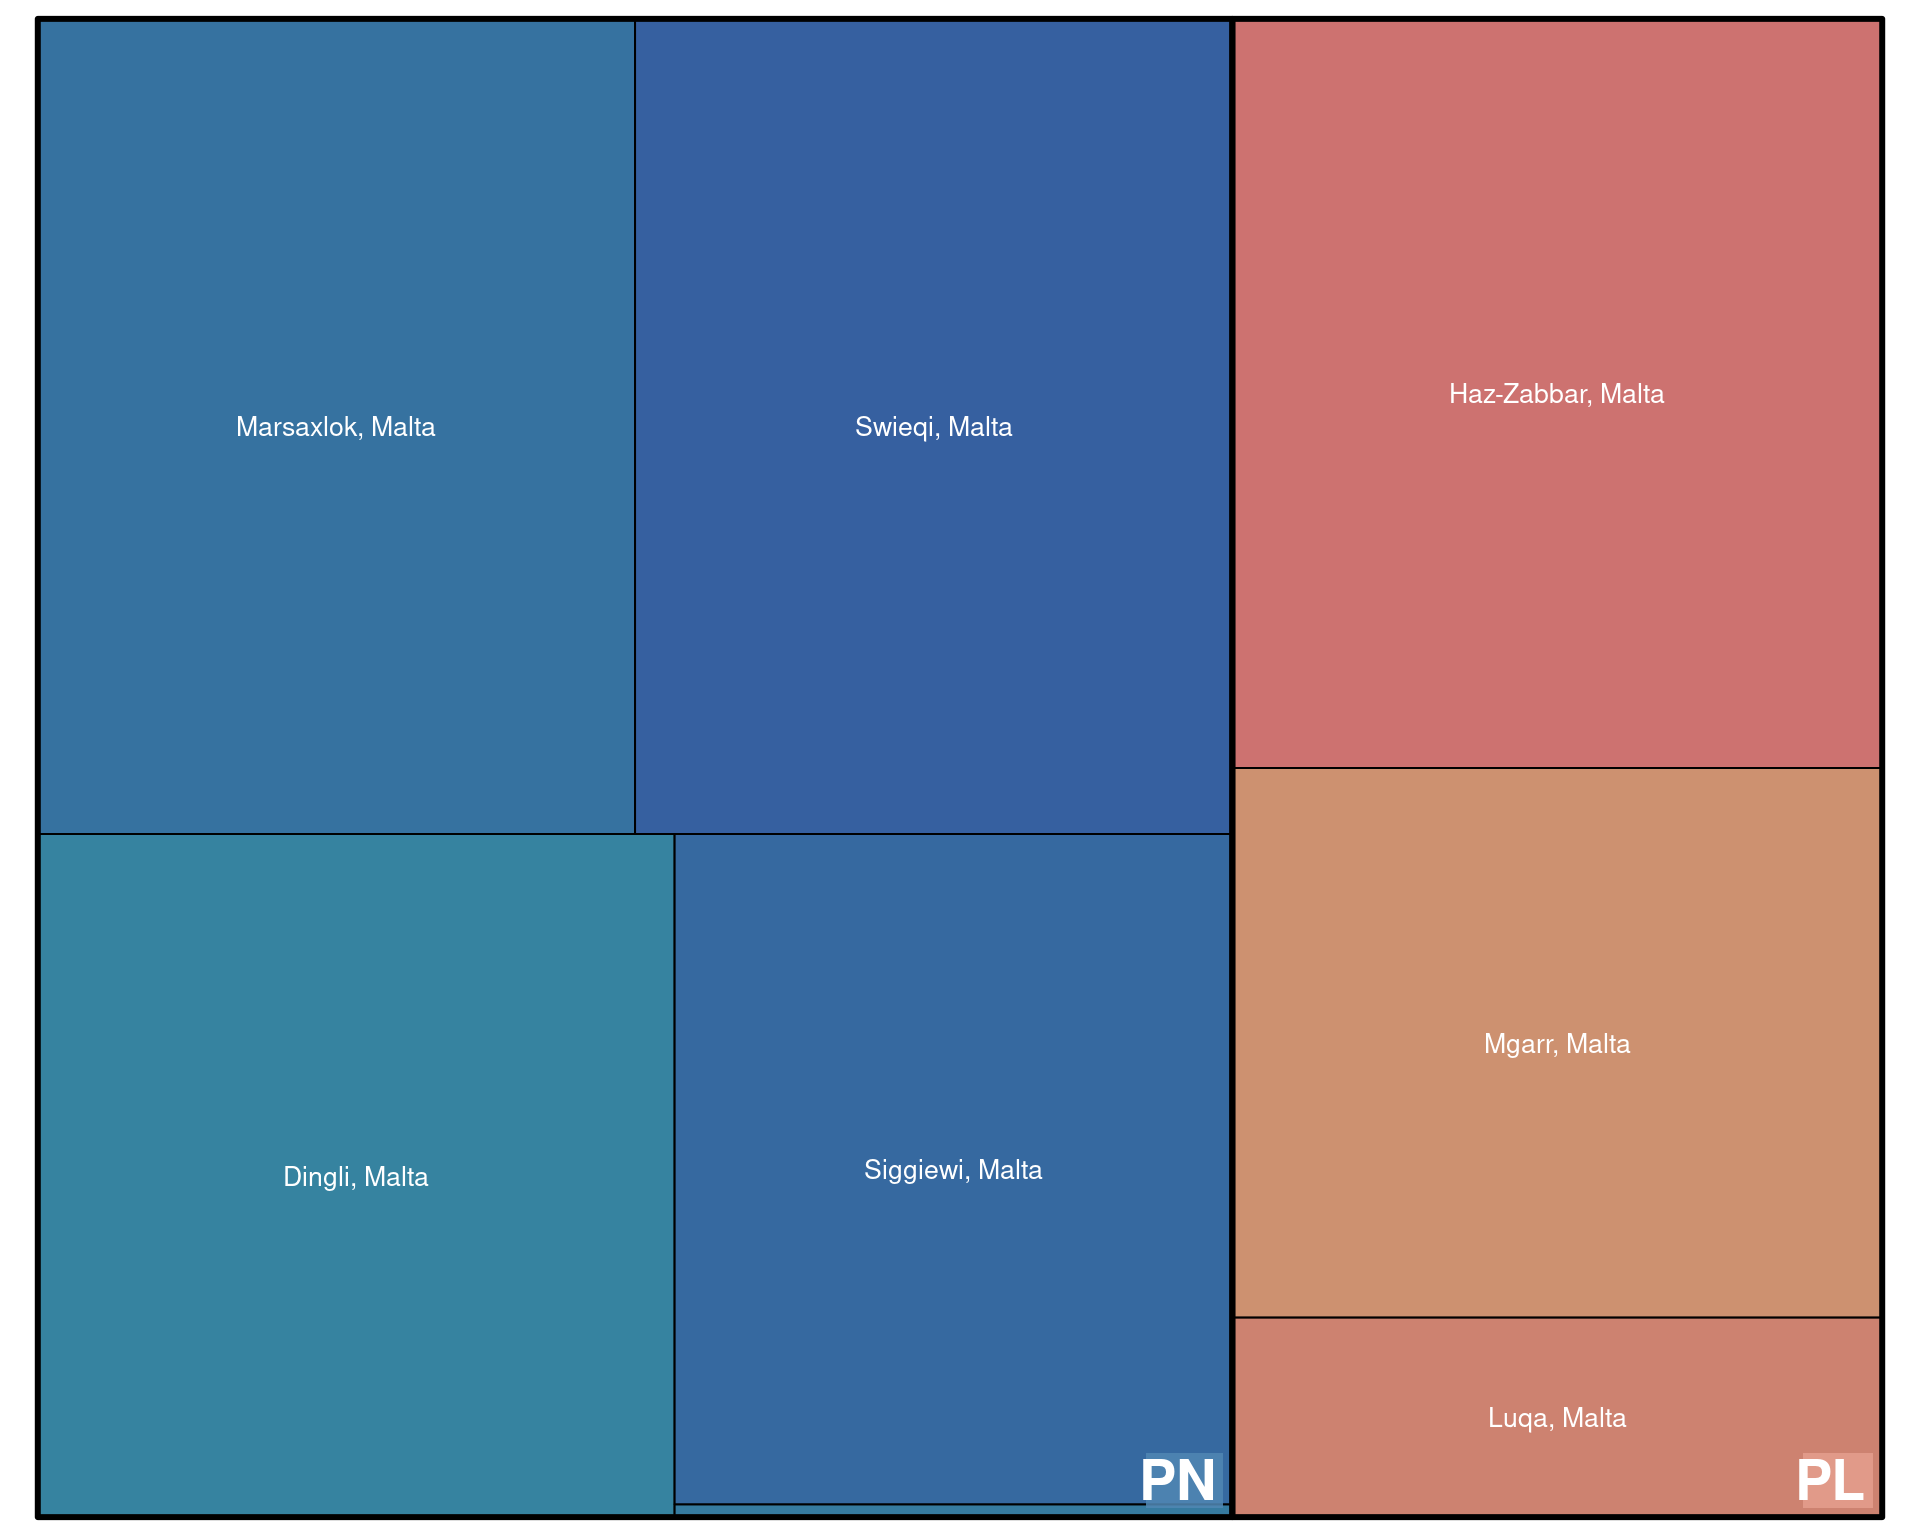 Marsaxlok, Malta
Swieqi, Malta
Haz-Zabbar, Malta
Dingli, Malta
Siggiewi, Malta
Mgarr, Malta
Luqa, Malta
PN
PL